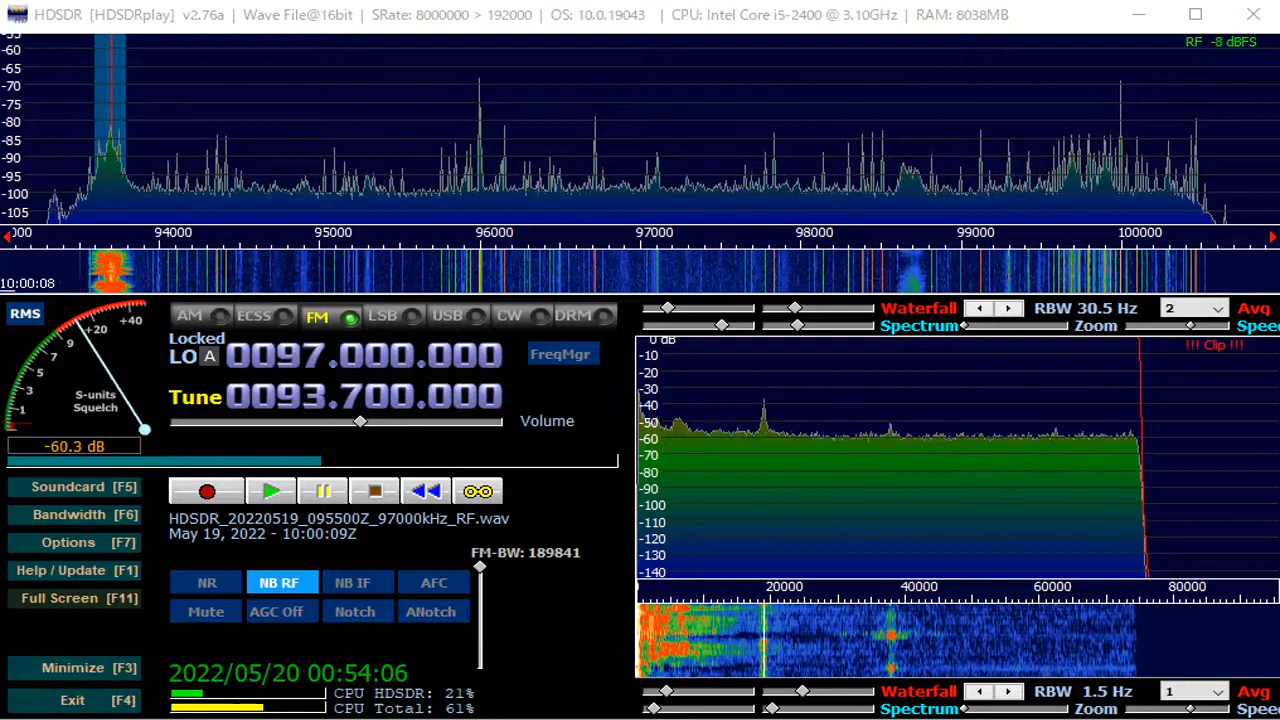 HDSDR [HDSDRplay] v2.76a | Wave File@16bit | SRate: 8000000 > 192000 | OS: 10.0.19043 | CPU: Intel Core i5-2400 @ 3.10GHz | RAM: 8038MB
RF -8 dBFS
-55
-60
-65
-70
-75
-80
-85
-90
-95
-100
-105
94000 95000 96000 97000 98000 99000 100000
10:00:08
RMS
1 3 5 7 9 +20 +40
S-units
Squelch
-60.3 dB
AM ECSS FM LSB USB CW DRM
Locked
LO A 0097.000.000 FreqMgr
Tune 0093.700.000
Volume
Soundcard [F5]
Bandwidth [F6]
Options [F7]
Help / Update [F1]
Full Screen [F11]
Minimize [F3]
Exit [F4]
HDSDR_20220519_095500Z_97000kHz_RF.wav
May 19, 2022 - 10:00:09Z
FM-BW: 189841
NR NB RF NB IF AFC
Mute AGC Off Notch ANotch
2022/05/20 00:54:06
CPU HDSDR: 21%
CPU Total: 61%
Waterfall RBW 30.5 Hz 2 Avg
Spectrum Zoom Speed
0 dB
-10
-20
-30
-40
-50
-60
-70
-80
-90
-100
-110
-120
-130
-140
!!! Clip !!!
20000 40000 60000 80000
Waterfall RBW 1.5 Hz 1 Avg
Spectrum Zoom Speed